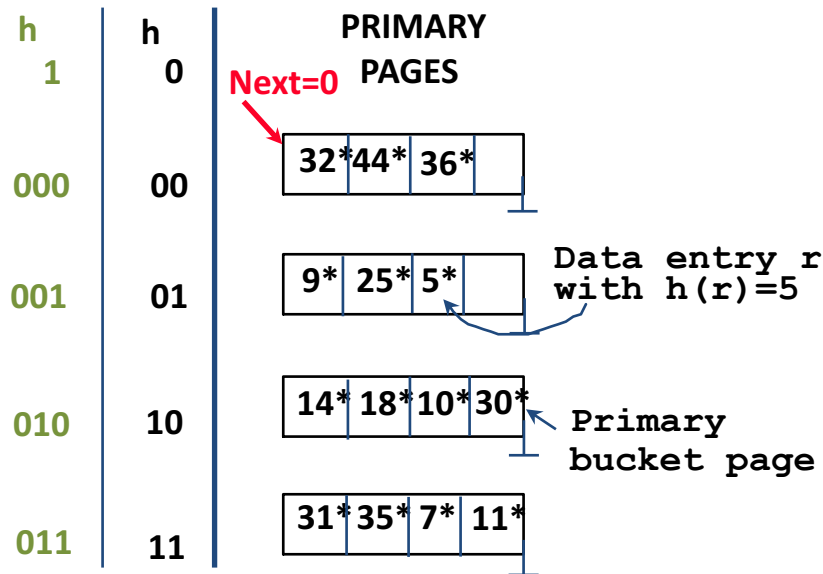 h h PRIMARY
1 0 PAGES
Next=0
000 00 32* 44* 36*
001 01 9* 25* 5*
Data entry r
with h(r)=5
010 10 14* 18* 10* 30*
Primary
bucket page
011 11 31* 35* 7* 11*